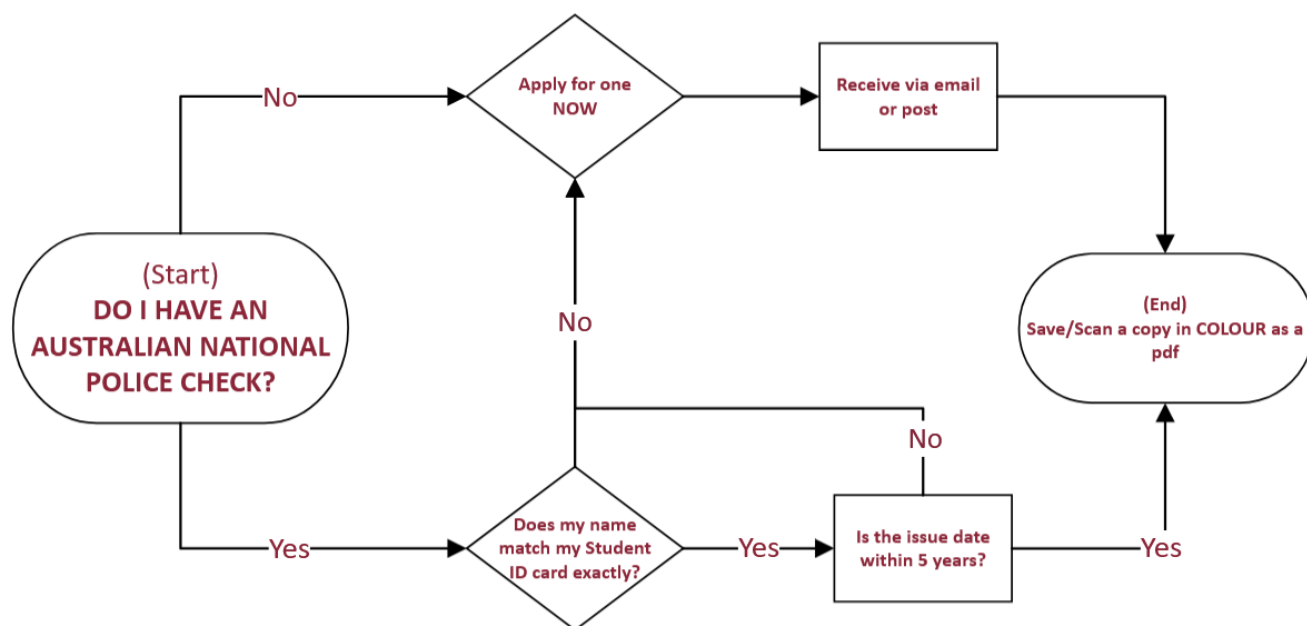 No
Apply for one
NOW
Receive via email
or post
(Start)
DO I HAVE AN
AUSTRALIAN NATIONAL
POLICE CHECK?
No
(End)
Save/Scan a copy in COLOUR as a
pdf
No
Yes
Does my name
match my Student
ID card exactly?
Yes
Is the issue date
within 5 years?
Yes